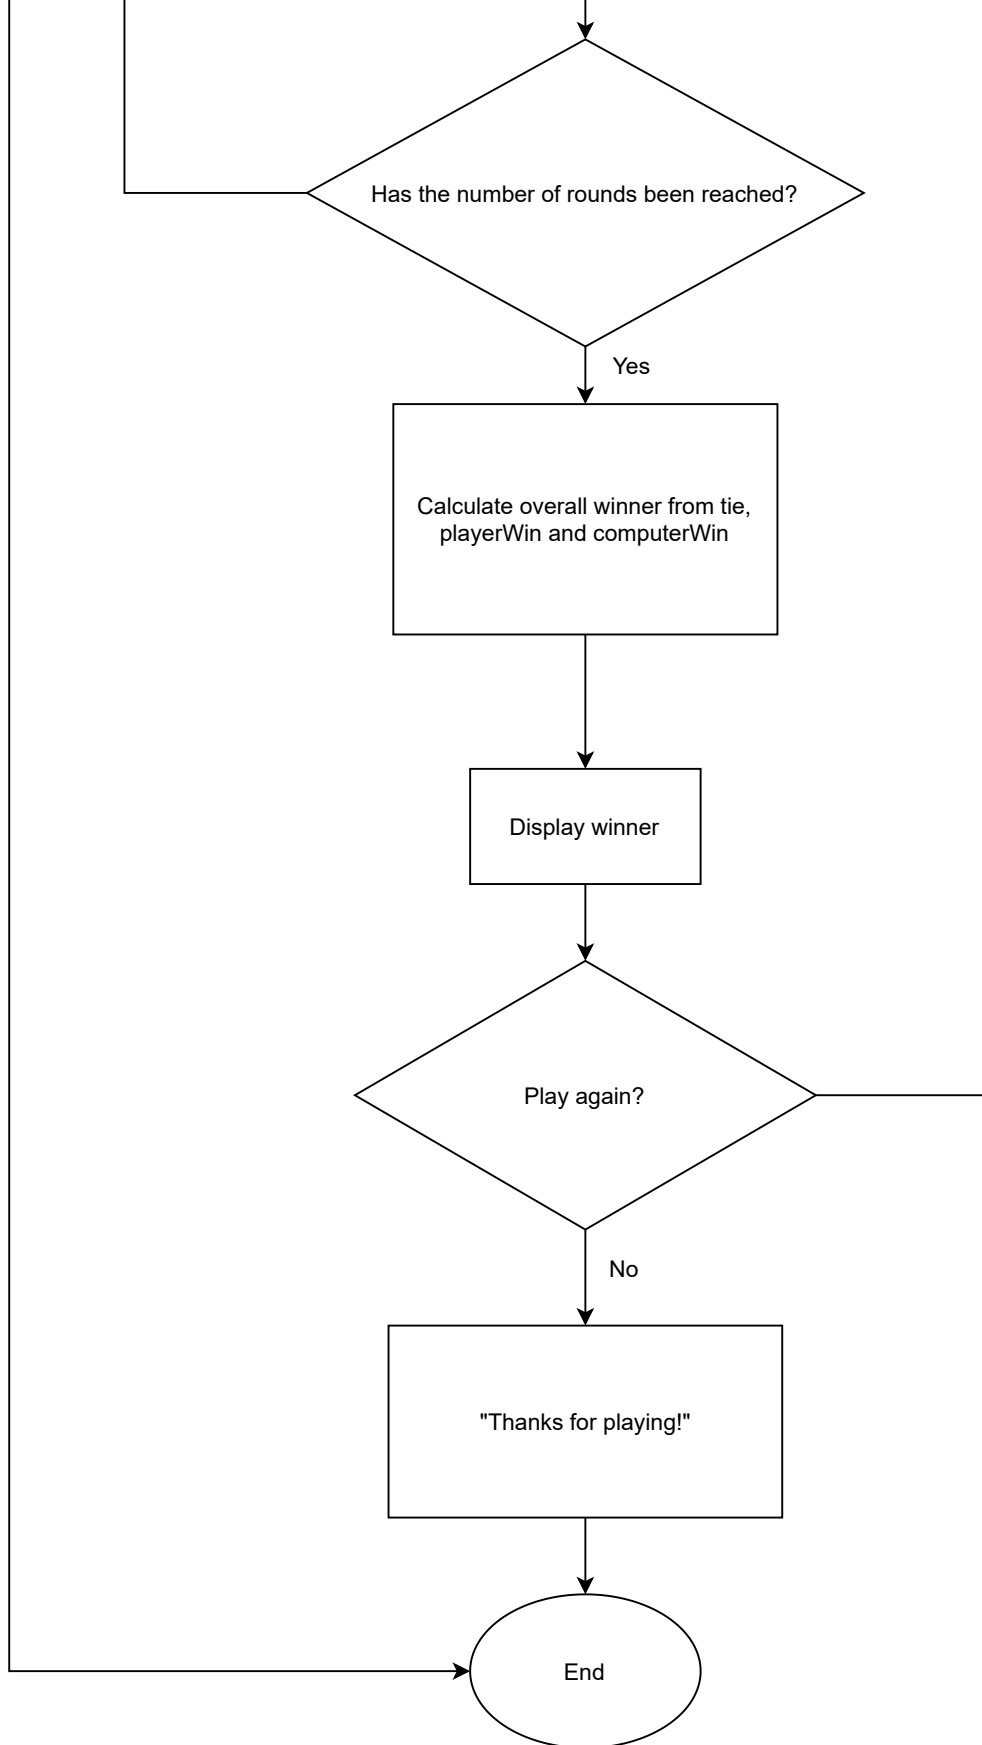 Has the number of rounds been reached?
Yes
Calculate overall winner from tie,
playerWin and computerWin
Display winner
Play again?
No
"Thanks for playing!"
End